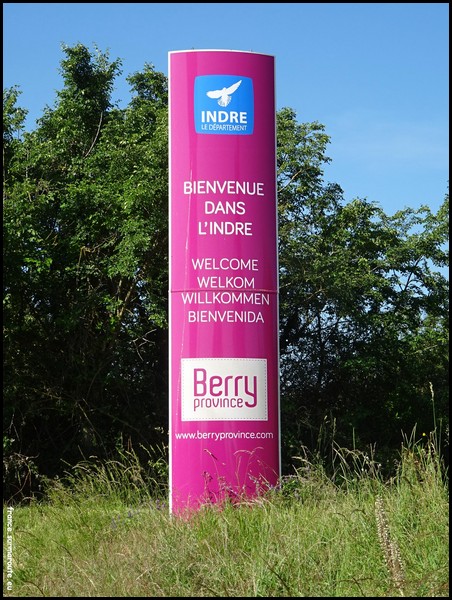 INDRE
LE DÉPARTEMENT
BIENVENUE
DANS
L'INDRE
WELCOME
WELKOM
WILLKOMMEN
BIENVENIDA
Berry
province
www.berryprovince.com